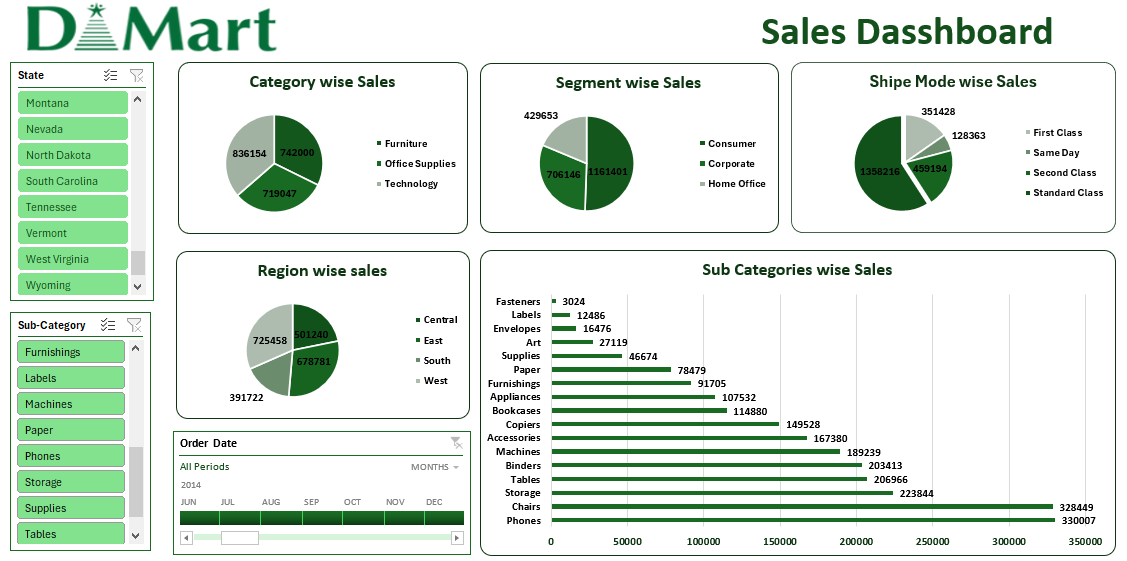 D Mart
Sales Dasshboard
State
Montana
Nevada
North Dakota
South Carolina
Tennessee
Vermont
West Virginia
Wyoming
Sub-Category
Furnishings
Labels
Machines
Paper
Phones
Storage
Supplies
Tables
Category wise Sales
836154
742000
719047
Furniture
Office Supplies
Technology
Segment wise Sales
429653
706146
1161401
Consumer
Corporate
Home Office
Shipe Mode wise Sales
351428
128363
1358216
459194
First Class
Same Day
Second Class
Standard Class
Region wise sales
725458
501240
678781
391722
Central
East
South
West
Order Date
All Periods
MONTHS
2014
JUN JUL AUG SEP OCT NOV DEC
Sub Categories wise Sales
Fasteners 3024
Labels 12486
Envelopes 16476
Art 27119
Supplies 46674
Paper 78479
Furnishings 91705
Appliances 107532
Bookcases 114880
Copiers 149528
Accessories 167380
Machines 189239
Binders 203413
Tables 206966
Storage 223844
Chairs 328449
Phones 330007
0 50000 100000 150000 200000 250000 300000 350000